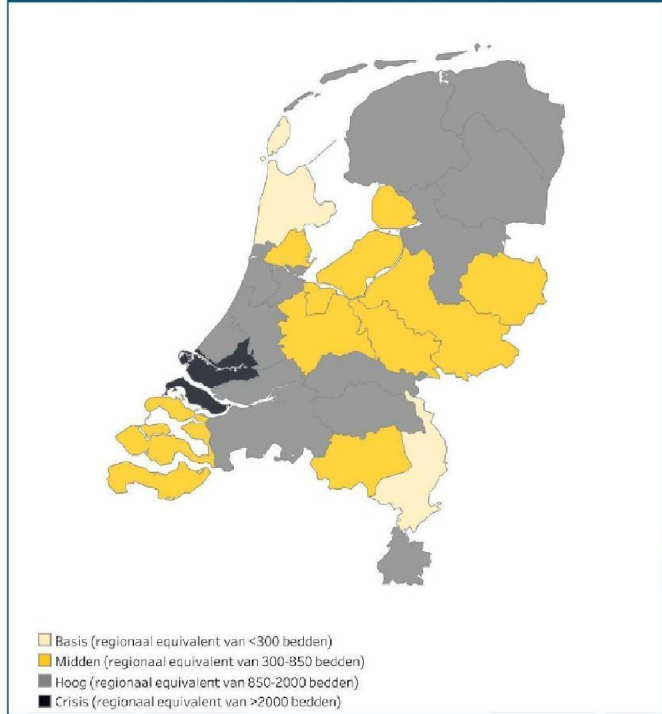 Basis (regionaal equivalent van <300 bedden)
Midden (regionaal equivalent van 300-850 bedden)
Hoog (regionaal equivalent van 850-2000 bedden)
Crisis (regionaal equivalent van >2000 bedden)